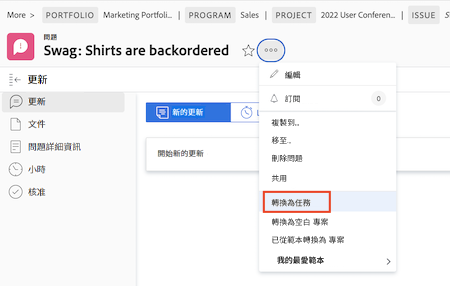 More > PORTFOLIO Marketing Portfoli... > PROGRAM Sales > PROJECT 2022 User Conferen... > ISSUE
問題
Swag: Shirts are backordered
更新
更新
文件
問題詳細資訊
小時
核准
新的更新
開始新的更新
編輯
訂閱 0
複製到..
移至..
刪除問題
共用
轉換為任務
轉換為空白 專案
已從範本轉換為 專案
我的最愛範本